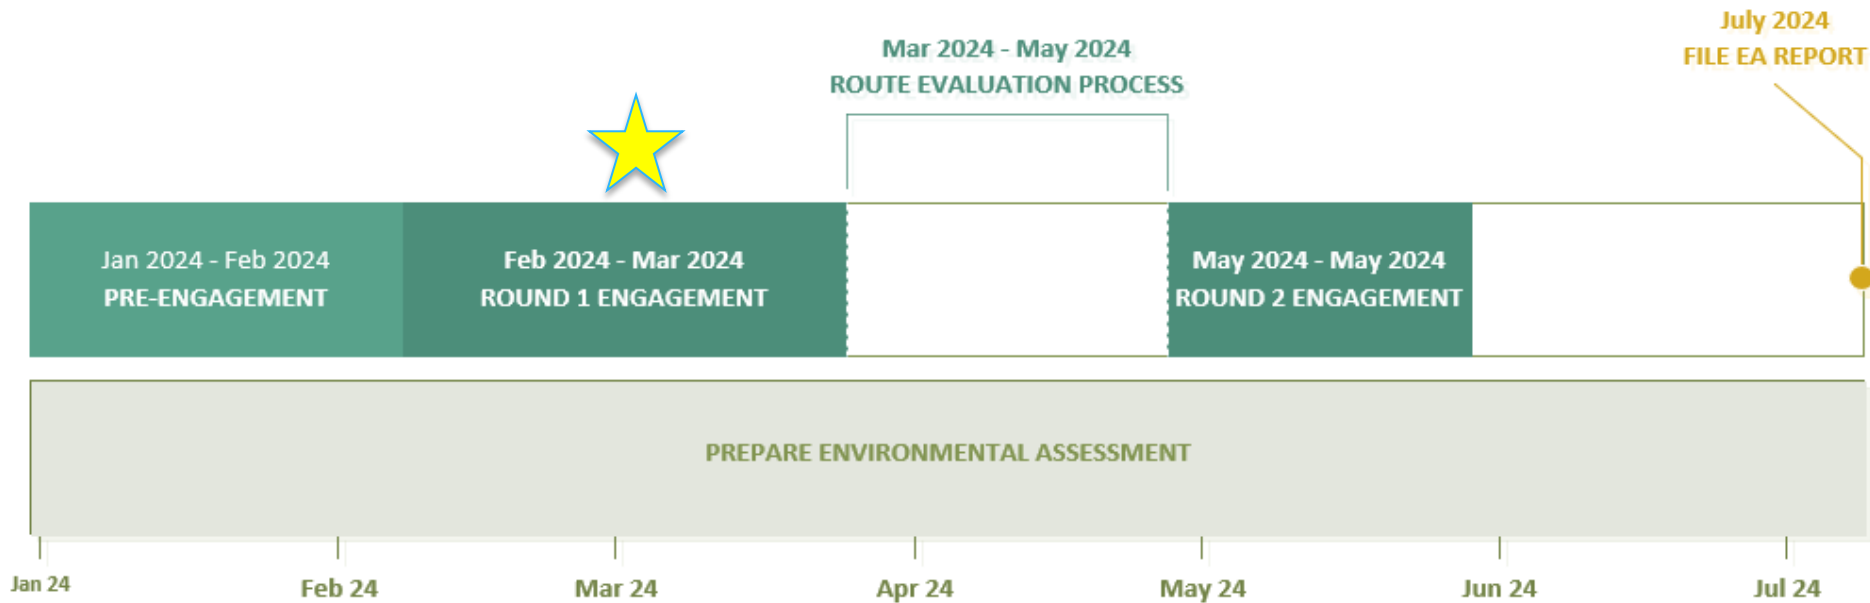 July 2024
FILE EA REPORT
Mar 2024 - May 2024
ROUTE EVALUATION PROCESS
Jan 2024 - Feb 2024
PRE-ENGAGEMENT
Feb 2024 - Mar 2024
ROUND 1 ENGAGEMENT
May 2024 - May 2024
ROUND 2 ENGAGEMENT
PREPARE ENVIRONMENTAL ASSESSMENT
Jan 24
Feb 24
Mar 24
Apr 24
May 24
Jun 24
Jul 24